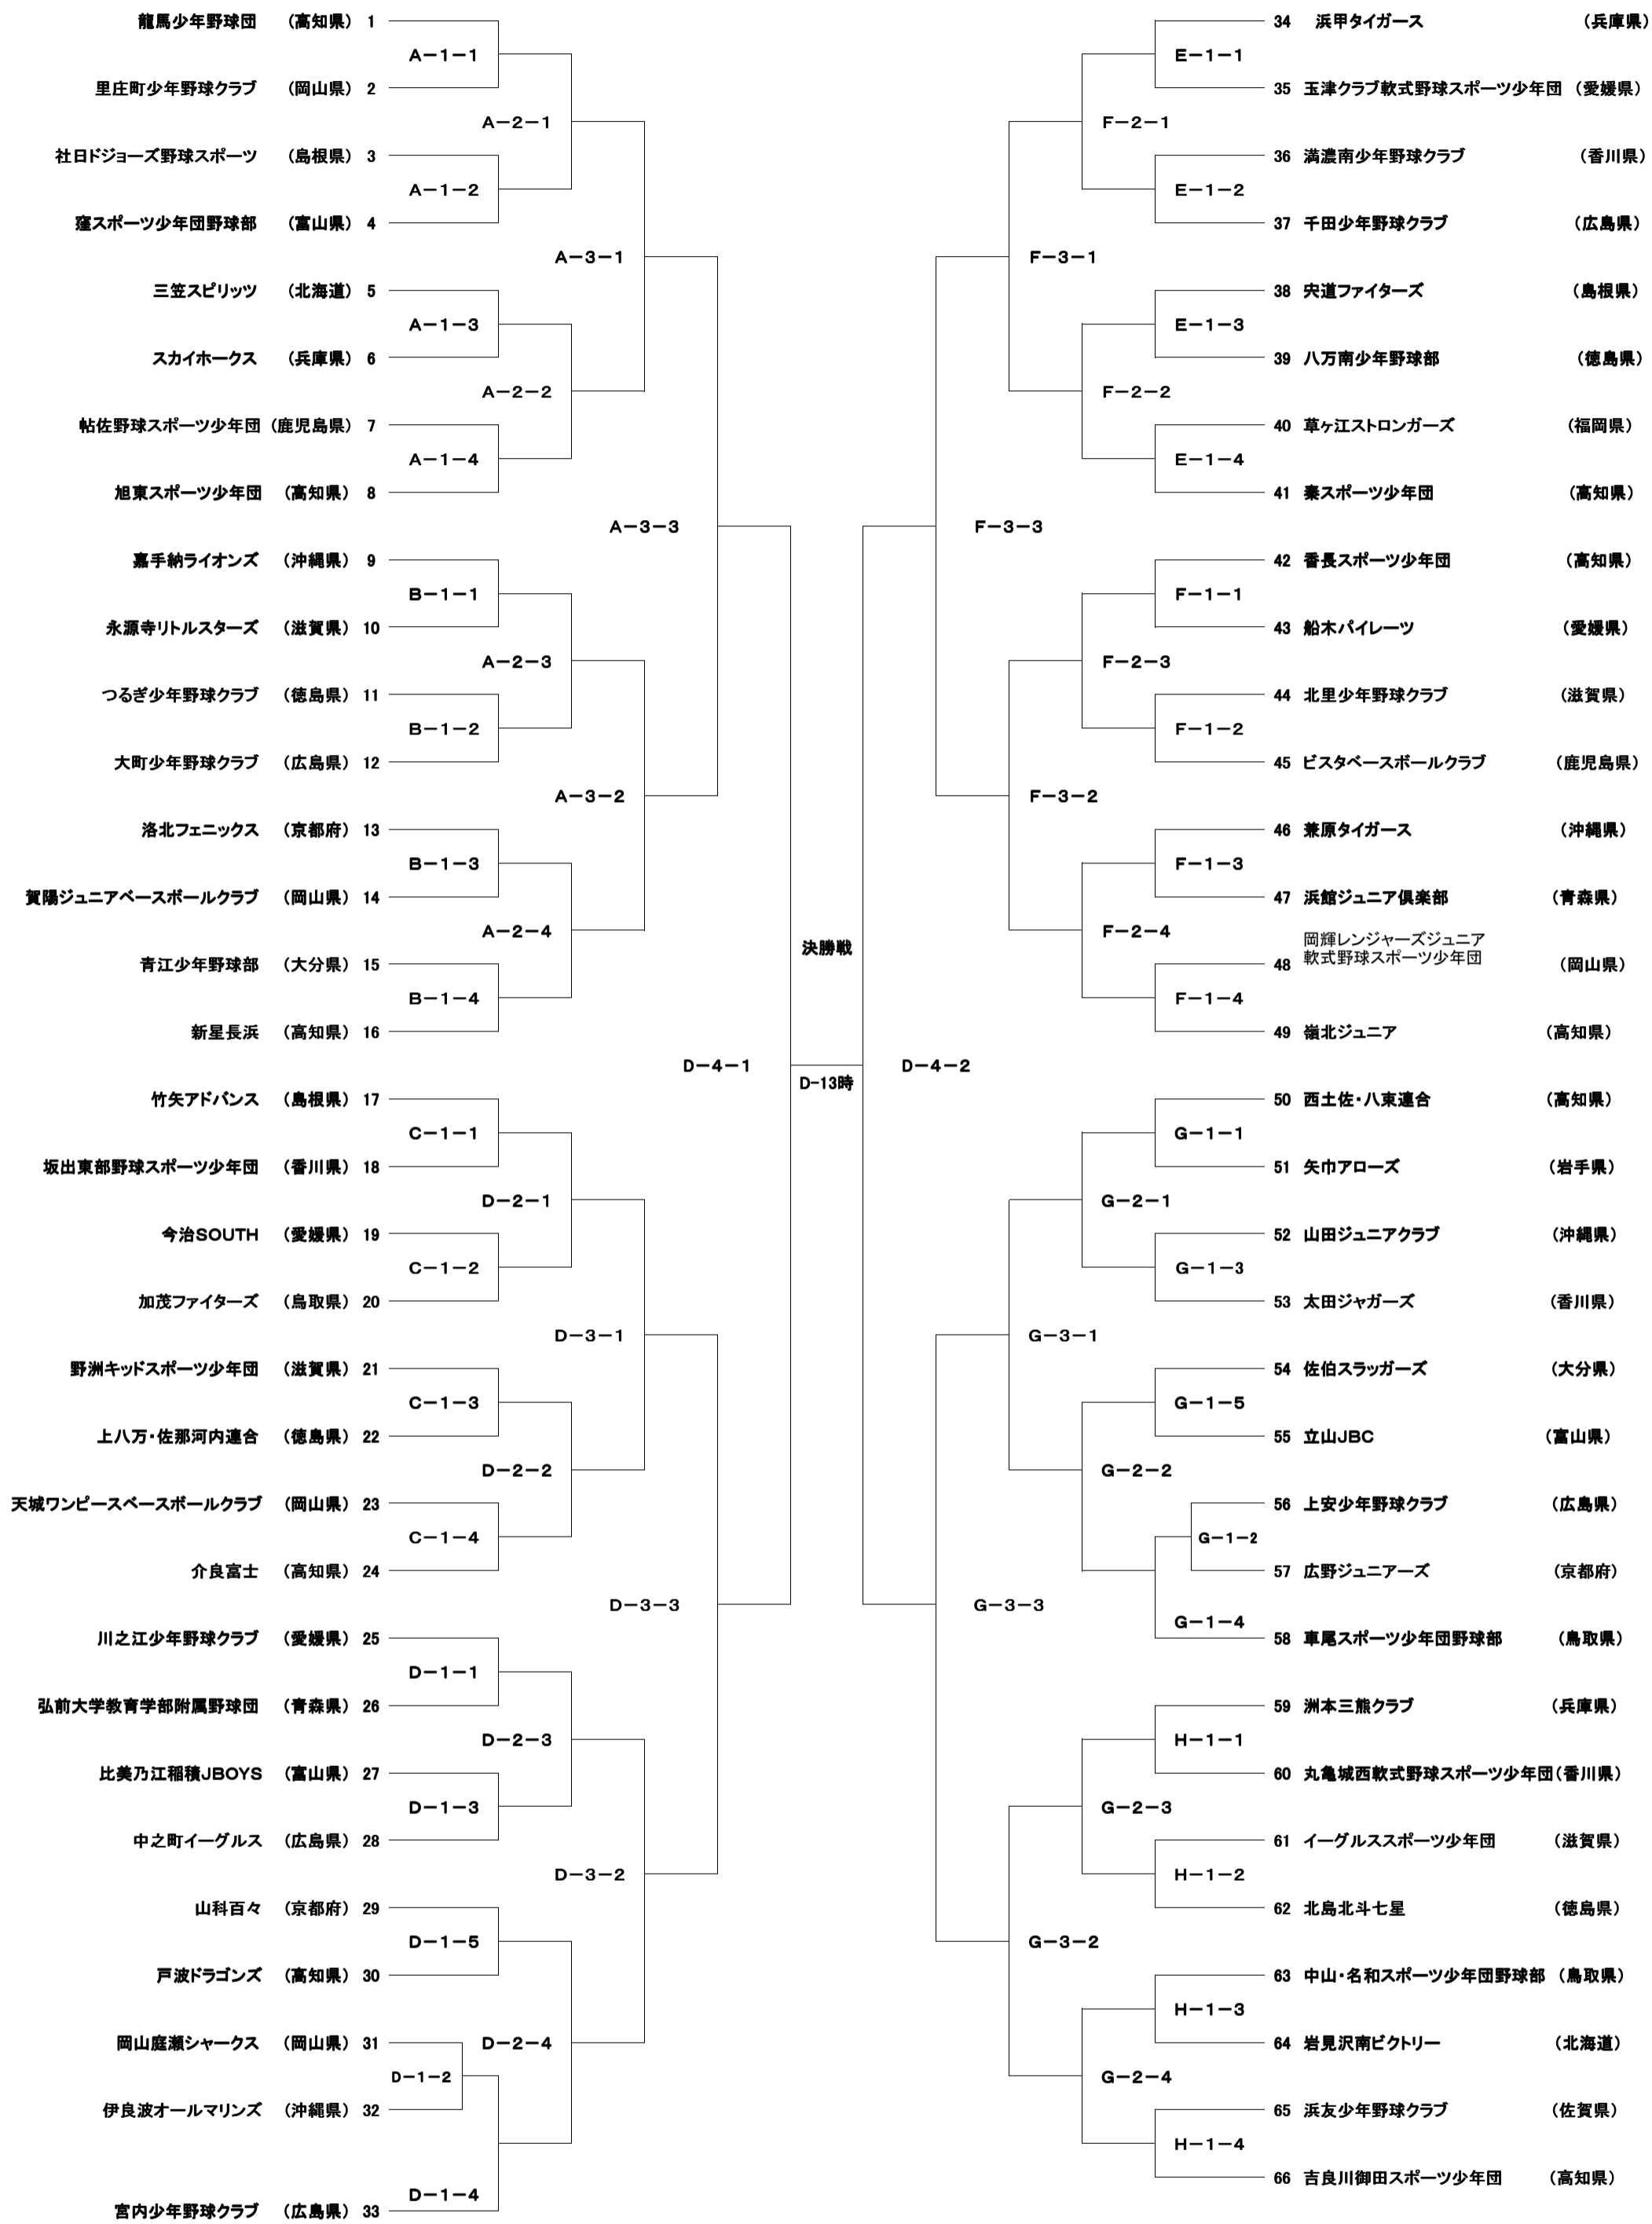 龍馬少年野球団 （高知県） 1
A－1－1
里庄町少年野球クラブ （岡山県） 2
A－2－1
社日ドジョーズ野球スポーツ （島根県） 3
A－1－2
窪スポーツ少年団野球部 （富山県） 4
A－3－1
三笠スピリッツ （北海道） 5
A－1－3
スカイホークス （兵庫県） 6
A－2－2
帖佐野球スポーツ少年団 （鹿児島県） 7
A－1－4
旭東スポーツ少年団 （高知県） 8
A－3－3
嘉手納ライオンズ （沖縄県） 9
B－1－1
永源寺リトルスターズ （滋賀県） 10
A－2－3
つるぎ少年野球クラブ （徳島県） 11
B－1－2
大町少年野球クラブ （広島県） 12
A－3－2
洛北フェニックス （京都府） 13
B－1－3
賀陽ジュニアベースボールクラブ （岡山県） 14
A－2－4
青江少年野球部 （大分県） 15
B－1－4
新星長浜 （高知県） 16
D－4－1
竹矢アドバンス （島根県） 17
C－1－1
坂出東部野球スポーツ少年団 （香川県） 18
D－2－1
今治SOUTH （愛媛県） 19
C－1－2
加茂ファイターズ （鳥取県） 20
D－3－1
野洲キッドスポーツ少年団 （滋賀県） 21
C－1－3
上八万・佐那河内連合 （徳島県） 22
D－2－2
天城ワンピースベースボールクラブ （岡山県） 23
C－1－4
介良富士 （高知県） 24
D－3－3
川之江少年野球クラブ （愛媛県） 25
D－1－1
弘前大学教育学部附属野球団 （青森県） 26
D－2－3
比美乃江稲積JBOYS （富山県） 27
D－1－3
中之町イーグルス （広島県） 28
D－3－2
山科百々 （京都府） 29
D－1－5
戸波ドラゴンズ （高知県） 30
岡山庭瀬シャークス （岡山県） 31
D－2－4
D－1－2
伊良波オールマリンズ （沖縄県） 32
D－1－4
宮内少年野球クラブ （広島県） 33
決勝戦
D-13時
34 浜甲タイガース （兵庫県）
E－1－1
35 玉津クラブ軟式野球スポーツ少年団 （愛媛県）
F－2－1
36 満濃南少年野球クラブ （香川県）
E－1－2
37 千田少年野球クラブ （広島県）
F－3－1
38 宍道ファイターズ （島根県）
E－1－3
39 八万南少年野球部 （徳島県）
F－2－2
40 草ヶ江ストロンガーズ （福岡県）
E－1－4
41 秦スポーツ少年団 （高知県）
F－3－3
42 香長スポーツ少年団 （高知県）
F－1－1
43 船木パイレーツ （愛媛県）
F－2－3
44 北里少年野球クラブ （滋賀県）
F－1－2
45 ビスタベースボールクラブ （鹿児島県）
F－3－2
46 兼原タイガース （沖縄県）
F－1－3
47 浜館ジュニア倶楽部 （青森県）
F－2－4
岡輝レンジャーズジュニア
48 軟式野球スポーツ少年団 （岡山県）
F－1－4
49 嶺北ジュニア （高知県）
D－4－2
50 西土佐・八束連合 （高知県）
G－1－1
51 矢巾アローズ （岩手県）
G－2－1
52 山田ジュニアクラブ （沖縄県）
G－1－3
53 太田ジャガーズ （香川県）
G－3－1
54 佐伯スラッガーズ （大分県）
G－1－5
55 立山JBC （富山県）
G－2－2
56 上安少年野球クラブ （広島県）
G－1－2
57 広野ジュニアーズ （京都府）
G－3－3
G－1－4
58 車尾スポーツ少年団野球部 （鳥取県）
59 洲本三熊クラブ （兵庫県）
H－1－1
60 丸亀城西軟式野球スポーツ少年団（香川県）
G－2－3
61 イーグルススポーツ少年団 （滋賀県）
H－1－2
62 北島北斗七星 （徳島県）
G－3－2
63 中山・名和スポーツ少年団野球部 （鳥取県）
H－1－3
64 岩見沢南ビクトリー （北海道）
G－2－4
65 浜友少年野球クラブ （佐賀県）
H－1－4
66 吉良川御田スポーツ少年団 （高知県）